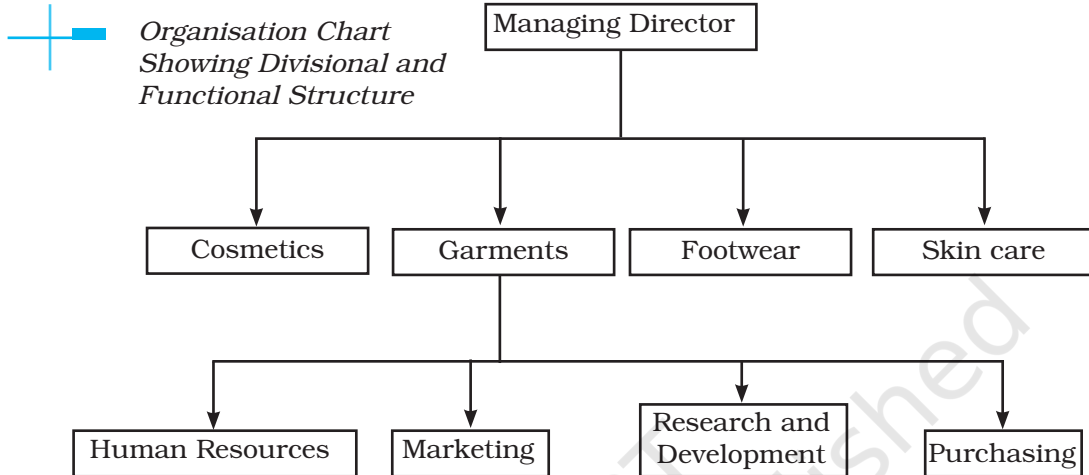 Organisation Chart
Showing Divisional and
Functional Structure
Managing Director
Cosmetics
Garments
Footwear
Skin care
Human Resources
Marketing
Research and
Development
Purchasing